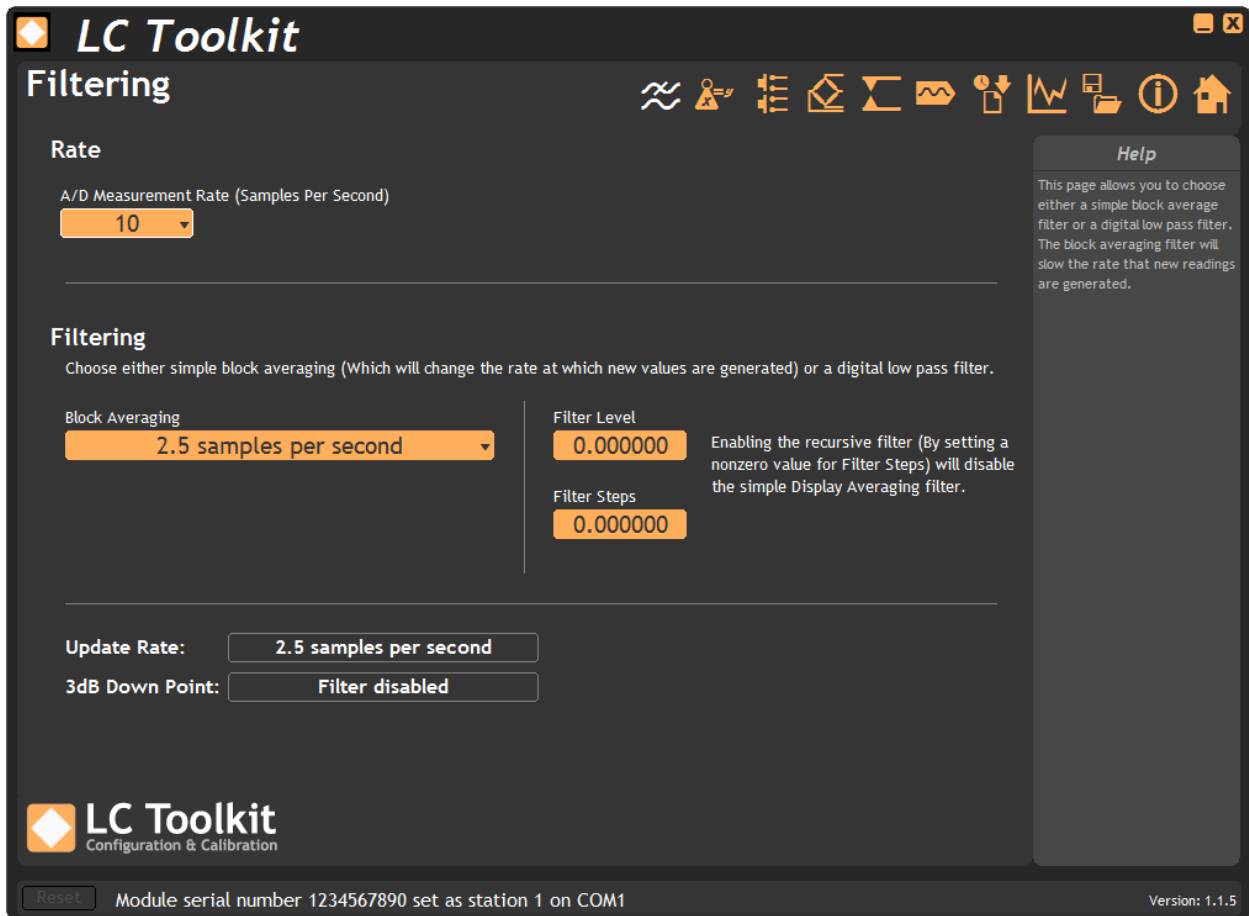 LC Toolkit
Filtering
Rate
A/D Measurement Rate (Samples Per Second)
10
Filtering
Choose either simple block averaging (Which will change the rate at which new values are generated) or a digital low pass filter.
Block Averaging
2.5 samples per second
Filter Level
0.000000
Filter Steps
0.000000
Enabling the recursive filter (By setting a
nonzero value for Filter Steps) will disable
the simple Display Averaging filter.
Update Rate:
2.5 samples per second
3dB Down Point:
Filter disabled
Help
This page allows you to choose
either a simple block average
filter or a digital low pass filter.
The block averaging filter will
slow the rate that new readings
are generated.
LC Toolkit
Configuration & Calibration
Reset
Module serial number 1234567890 set as station 1 on COM1
Version: 1.1.5